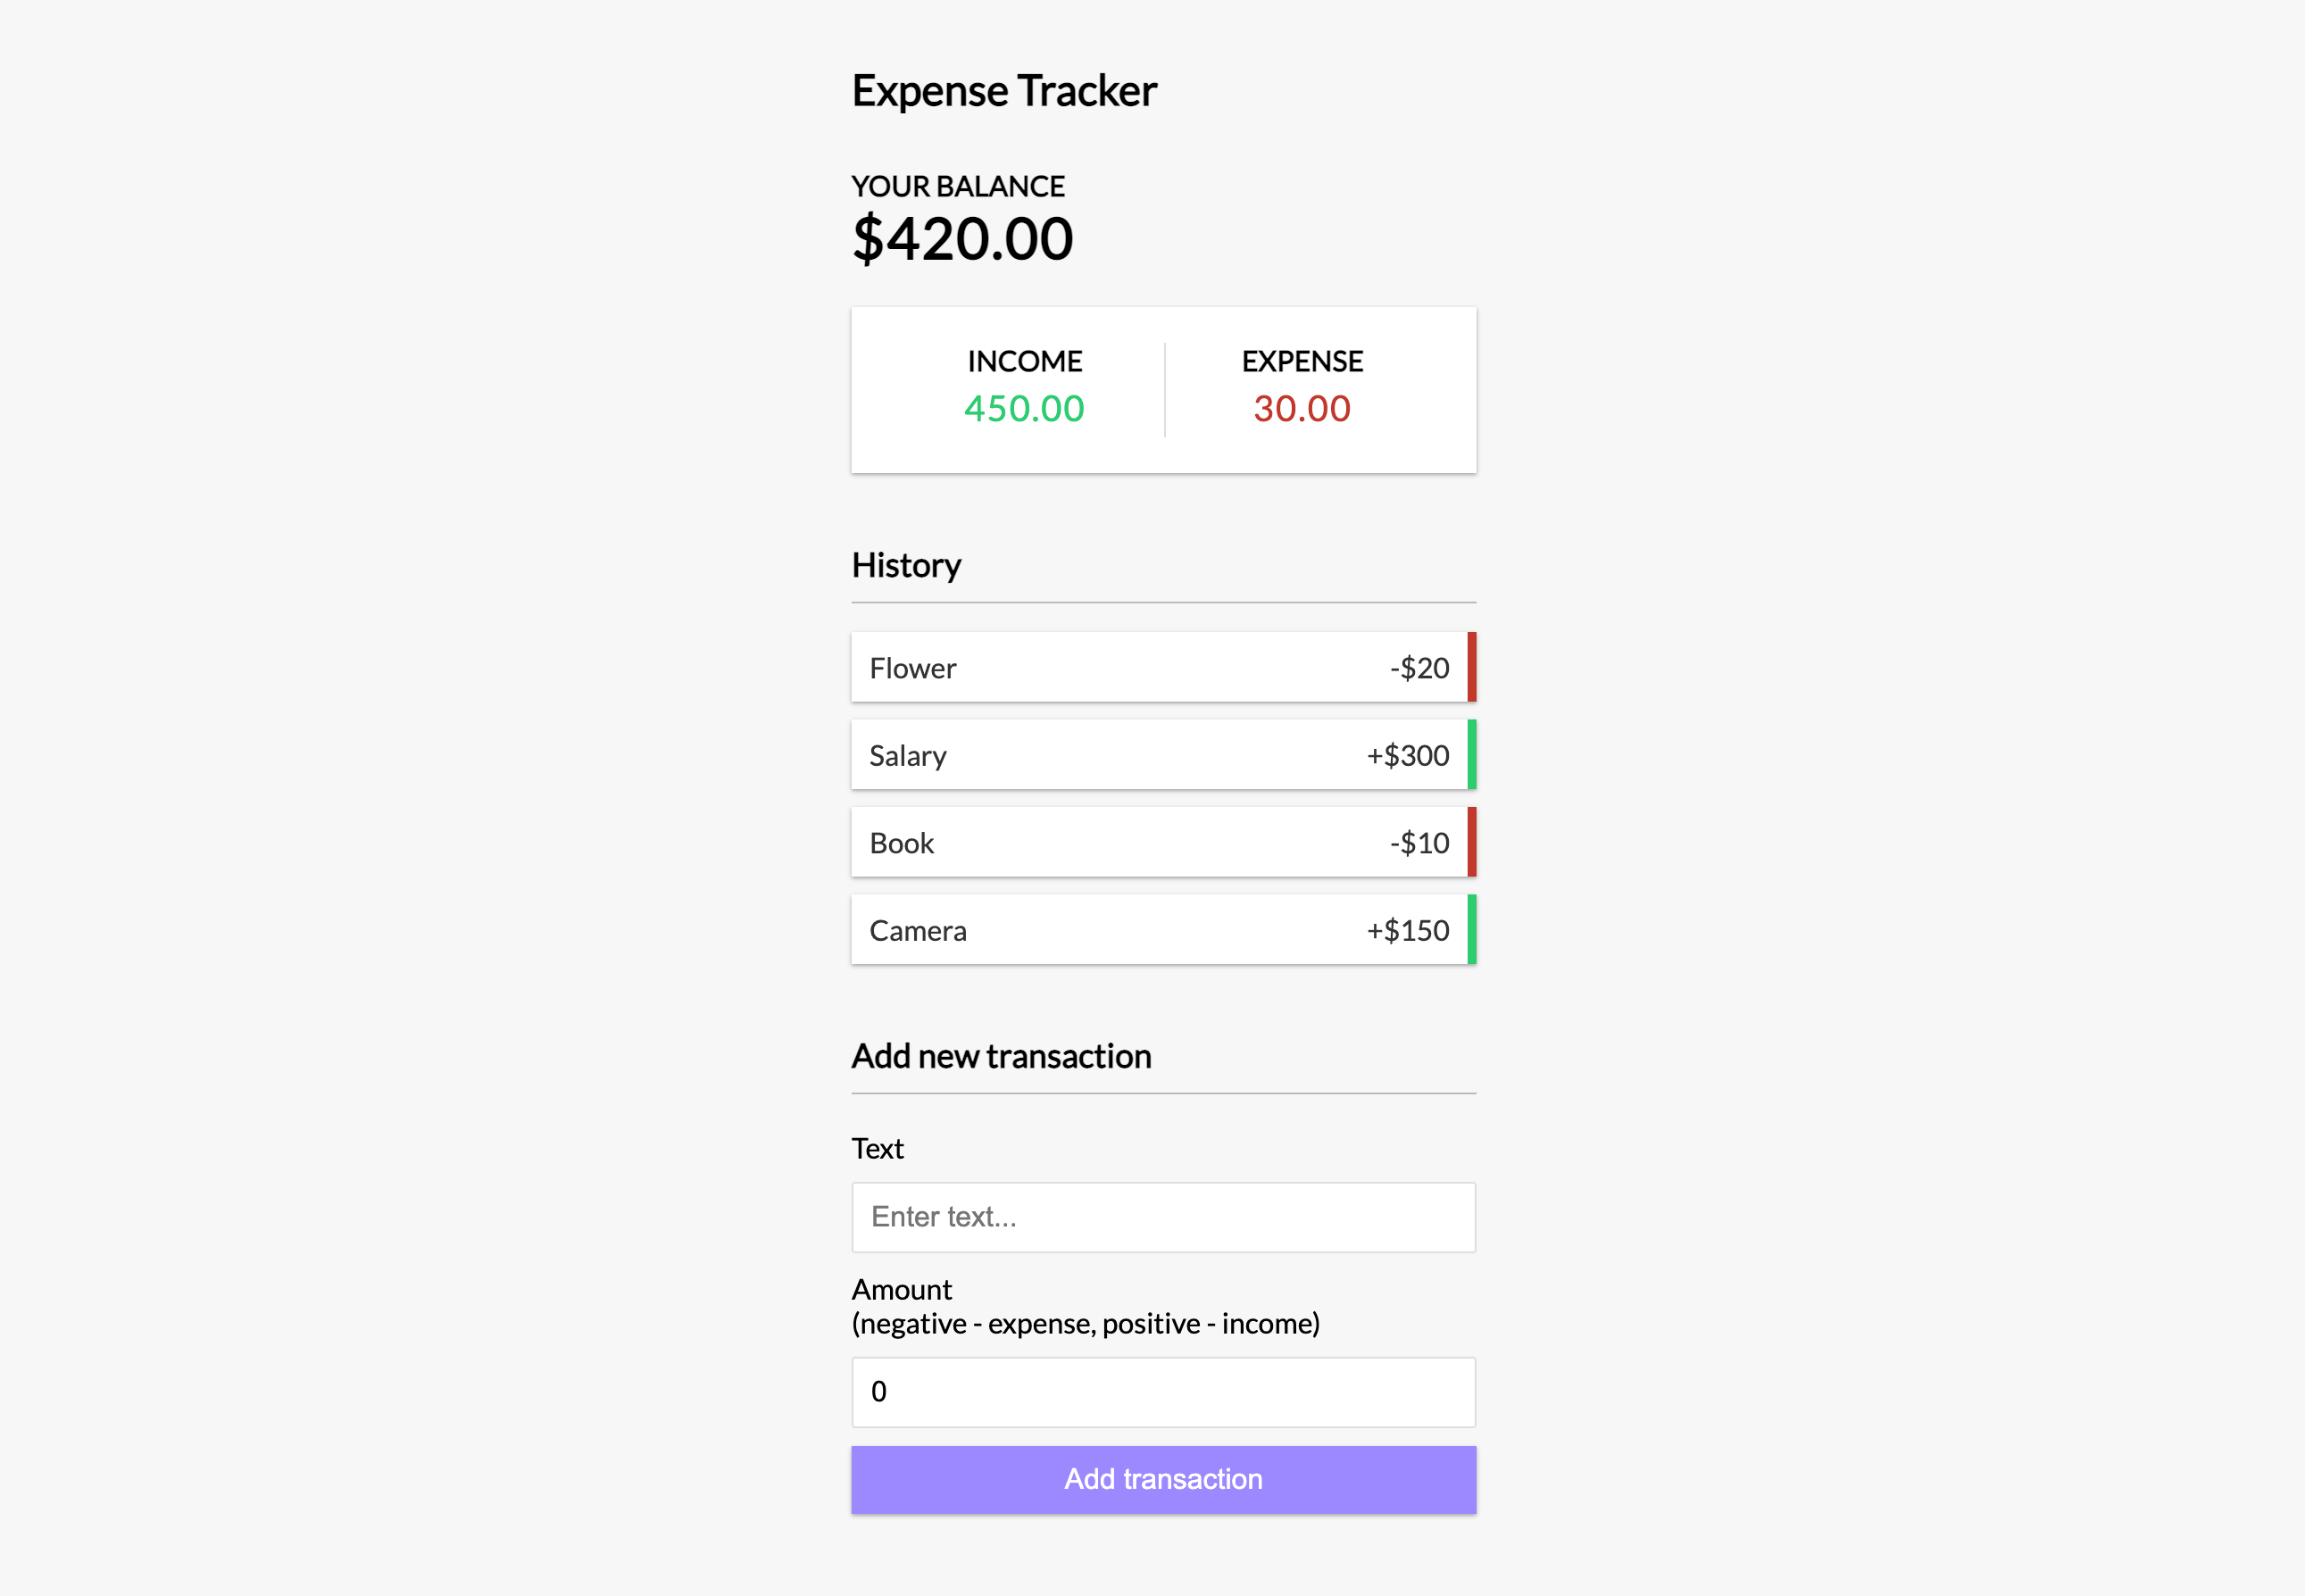 Expense Tracker
YOUR BALANCE
$420.00
INCOME
450.00
EXPENSE
30.00
History
Flower -$20
Salary +$300
Book -$10
Camera +$150
Add new transaction
Text
Enter text...
Amount
(negative - expense, positive - income)
0
Add transaction